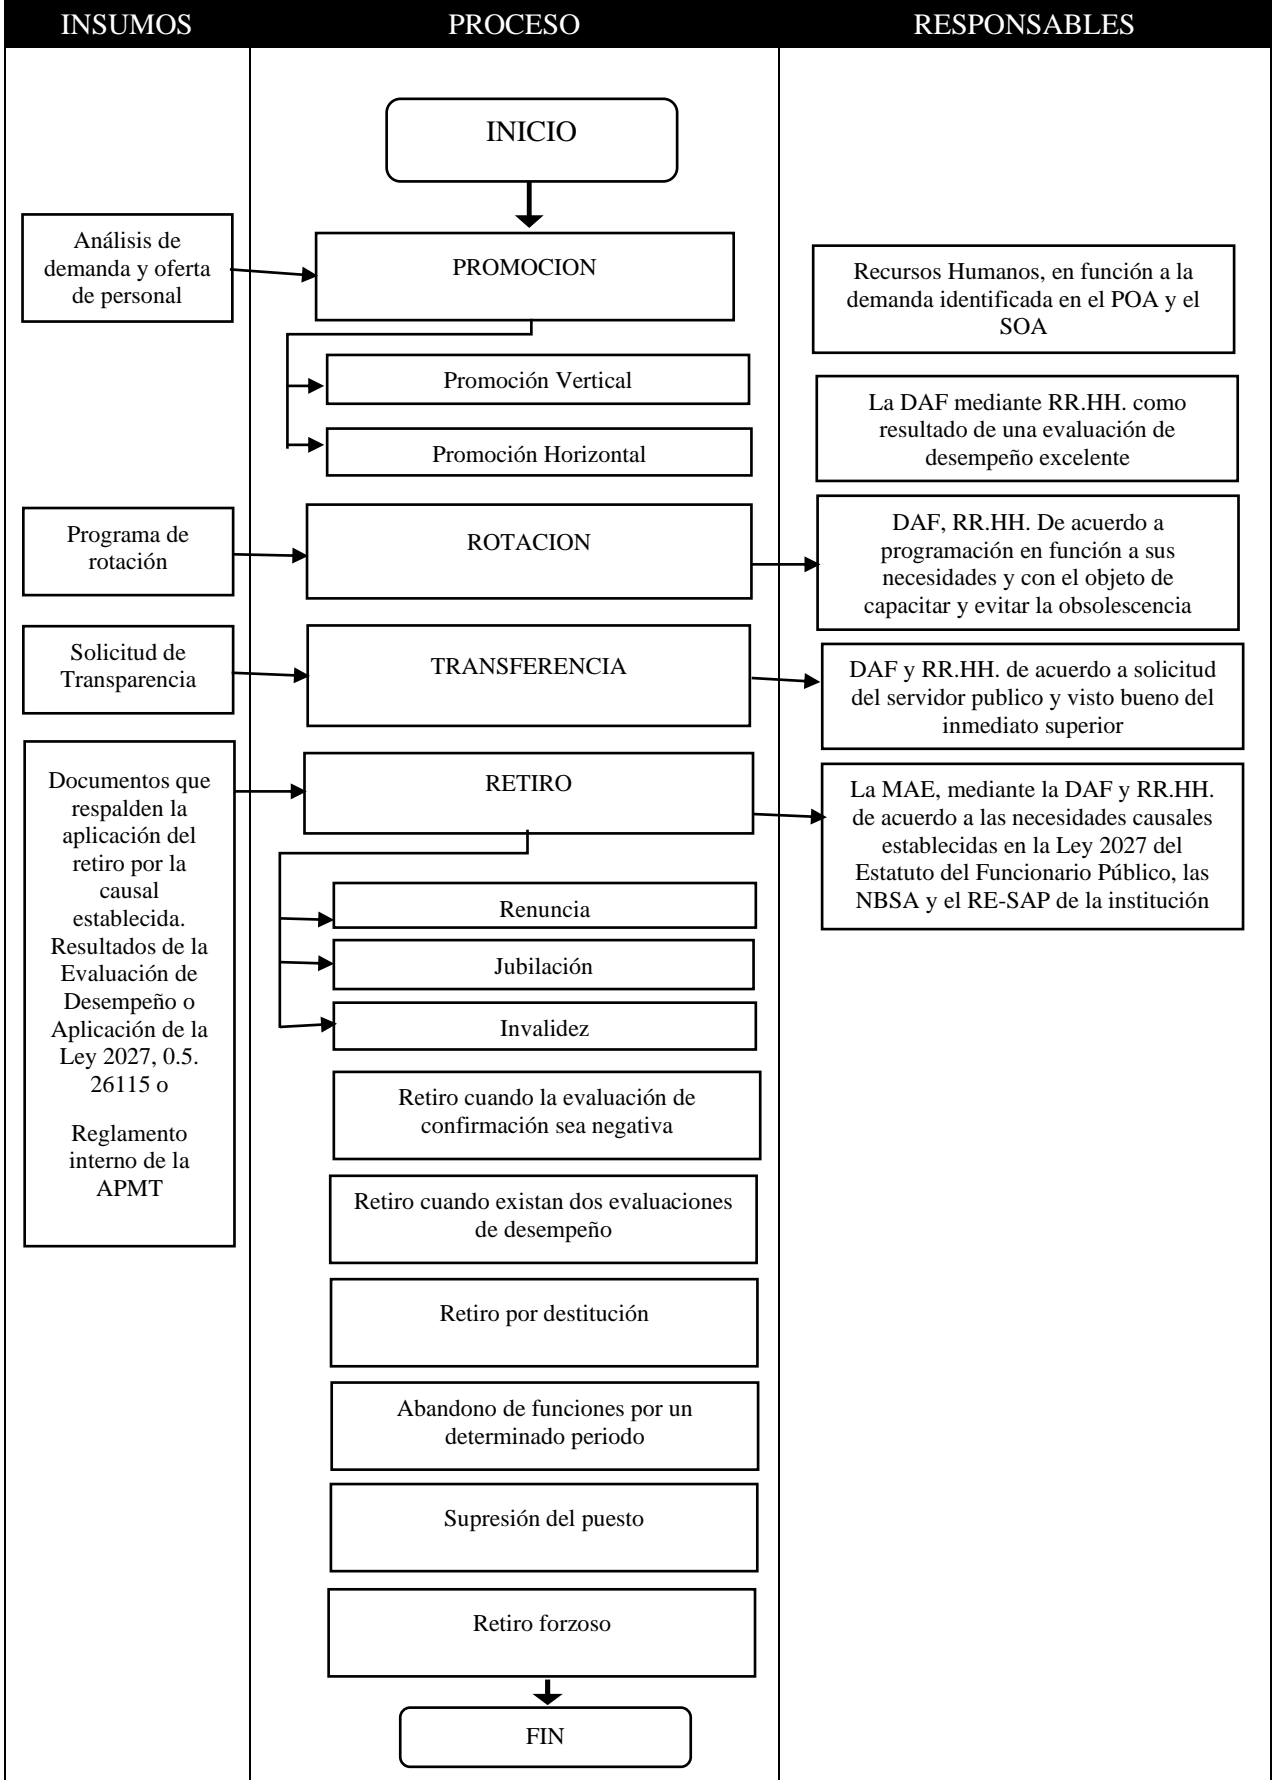 INSUMOS
PROCESO
RESPONSABLES
INICIO
Análisis de
demanda y oferta
de personal
PROMOCION
Recursos Humanos, en función a la
demanda identificada en el POA y el
SOA
Promoción Vertical
La DAF mediante RR.HH. como
resultado de una evaluación de
desempeño excelente
Promoción Horizontal
Programa de
rotación
ROTACION
DAF, RR.HH. De acuerdo a
programación en función a sus
necesidades y con el objeto de
capacitar y evitar la obsolescencia
Solicitud de
Transparencia
TRANSFERENCIA
DAF y RR.HH. de acuerdo a solicitud
del servidor publico y visto bueno del
inmediato superior
Documentos que
respalden la
aplicación del
retiro por la
causal
establecida.
Resultados de la
Evaluación de
Desempeño o
Aplicación de la
Ley 2027, 0.5.
26115 o
Reglamento
interno de la
APMT
RETIRO
La MAE, mediante la DAF y RR.HH.
de acuerdo a las necesidades causales
establecidas en la Ley 2027 del
Estatuto del Funcionario Público, las
NBSA y el RE-SAP de la institución
Renuncia
Jubilación
Invalidez
Retiro cuando la evaluación de
confirmación sea negativa
Retiro cuando existan dos evaluaciones
de desempeño
Retiro por destitución
Abandono de funciones por un
determinado periodo
Supresión del puesto
Retiro forzoso
FIN